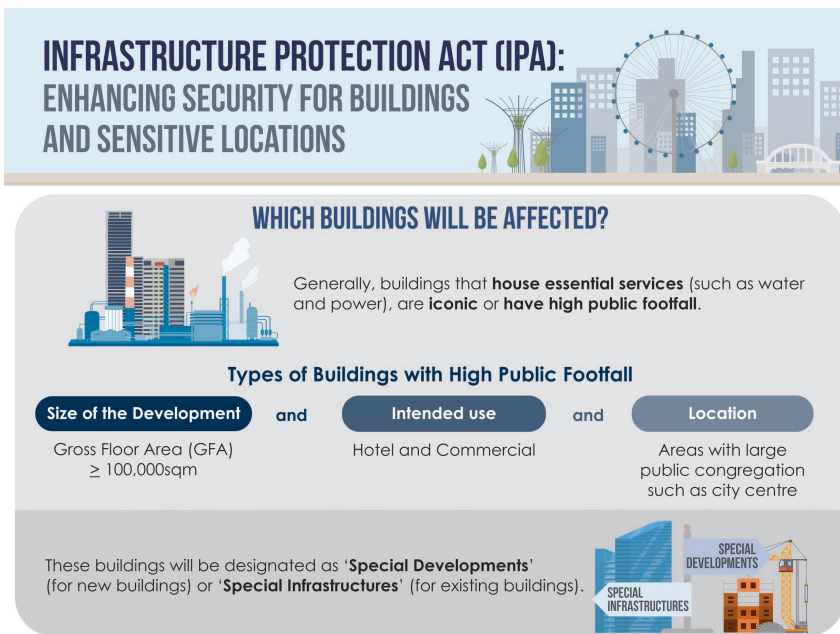 INFRASTRUCTURE PROTECTION ACT (IPA):
ENHANCING SECURITY FOR BUILDINGS
AND SENSITIVE LOCATIONS
WHICH BUILDINGS WILL BE AFFECTED?
Generally, buildings that house essential services (such as water
and power), are iconic or have high public footfall.
Types of Buildings with High Public Footfall
Size of the Development and Intended use and Location
Gross Floor Area (GFA)
≥ 100,000sqm
Hotel and Commercial
Areas with large
public congregation
such as city centre
These buildings will be designated as ‘Special Developments’
(for new buildings) or ‘Special Infrastructures’ (for existing buildings).
SPECIAL
DEVELOPMENTS
SPECIAL
INFRASTRUCTURES